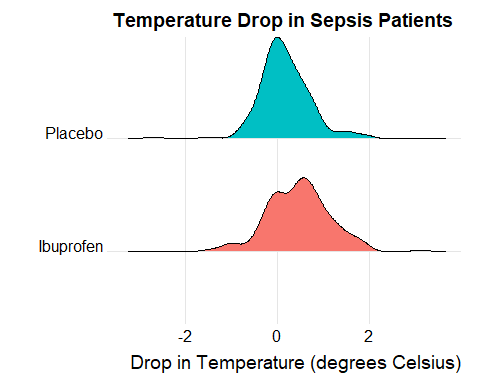 Temperature Drop in Sepsis Patients
Placebo
Ibuprofen
-2 0 2
Drop in Temperature (degrees Celsius)